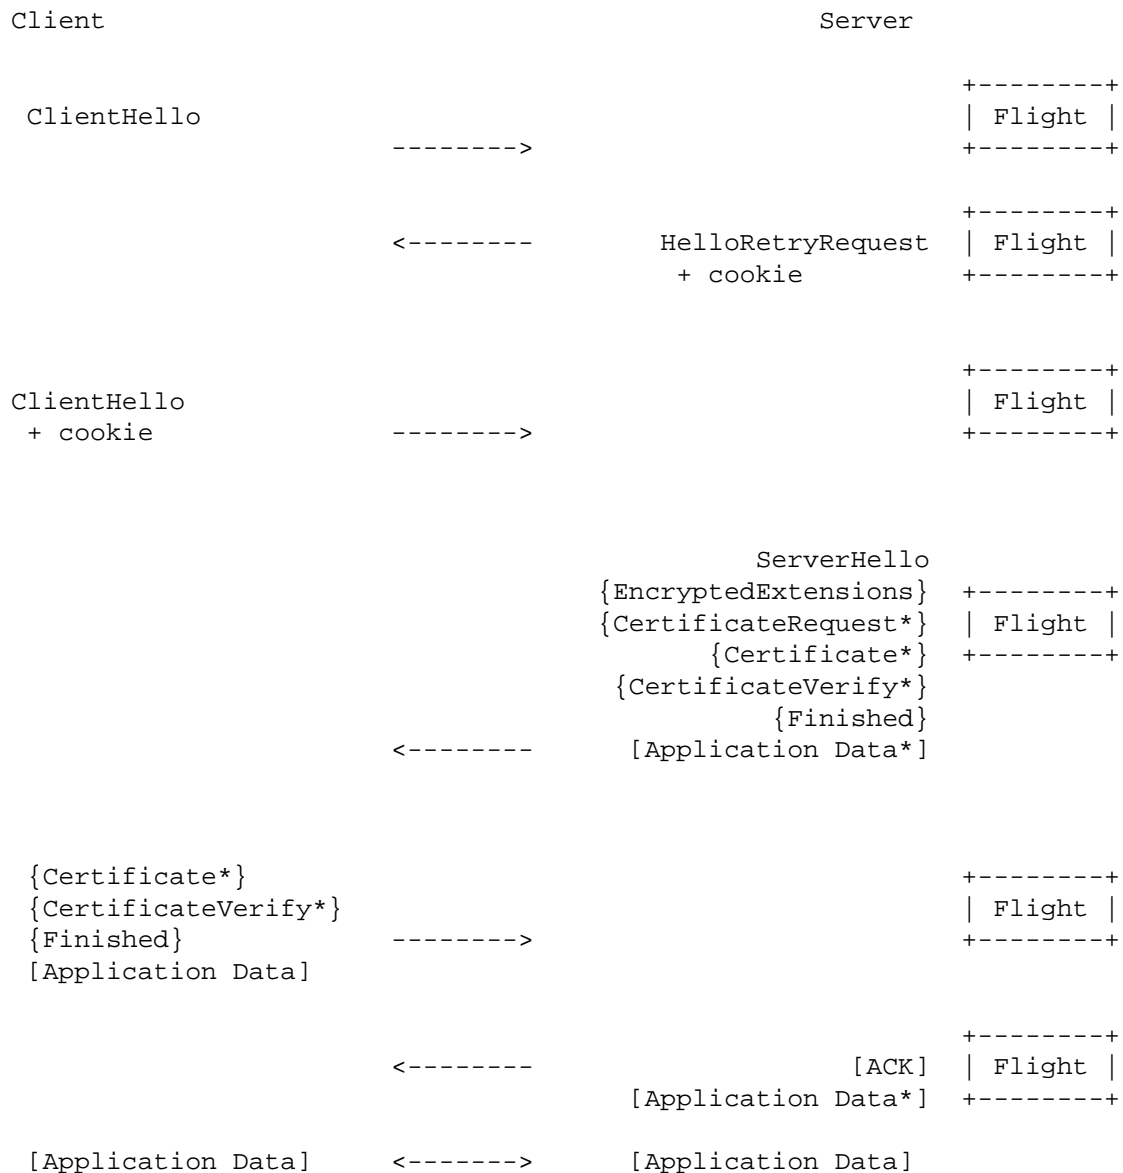 Client                                             Server

                                                            +--------+
 ClientHello                                                | Flight |
                        -------->                           +--------+

                                                            +--------+
                        <--------        HelloRetryRequest  | Flight |
                                          + cookie          +--------+


                                                            +--------+
ClientHello                                                 | Flight |
 + cookie               -------->                           +--------+



                                               ServerHello
                                     {EncryptedExtensions}  +--------+
                                     {CertificateRequest*}  | Flight |
                                            {Certificate*}  +--------+
                                      {CertificateVerify*}
                                                {Finished}
                        <--------      [Application Data*]



 {Certificate*}                                             +--------+
 {CertificateVerify*}                                       | Flight |
 {Finished}             -------->                           +--------+
 [Application Data]

                                                            +--------+
                        <--------                    [ACK]  | Flight |
                                       [Application Data*]  +--------+

 [Application Data]     <------->      [Application Data]